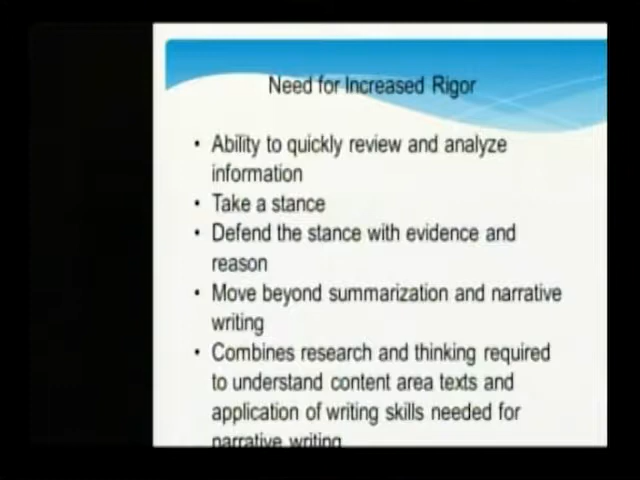 Need for Increased Rigor
• Ability to quickly review and analyze
information
• Take a stance
• Defend the stance with evidence and
reason
• Move beyond summarization and narrative
writing
• Combines research and thinking required
to understand content area texts and
application of writing skills needed for
narrative writing